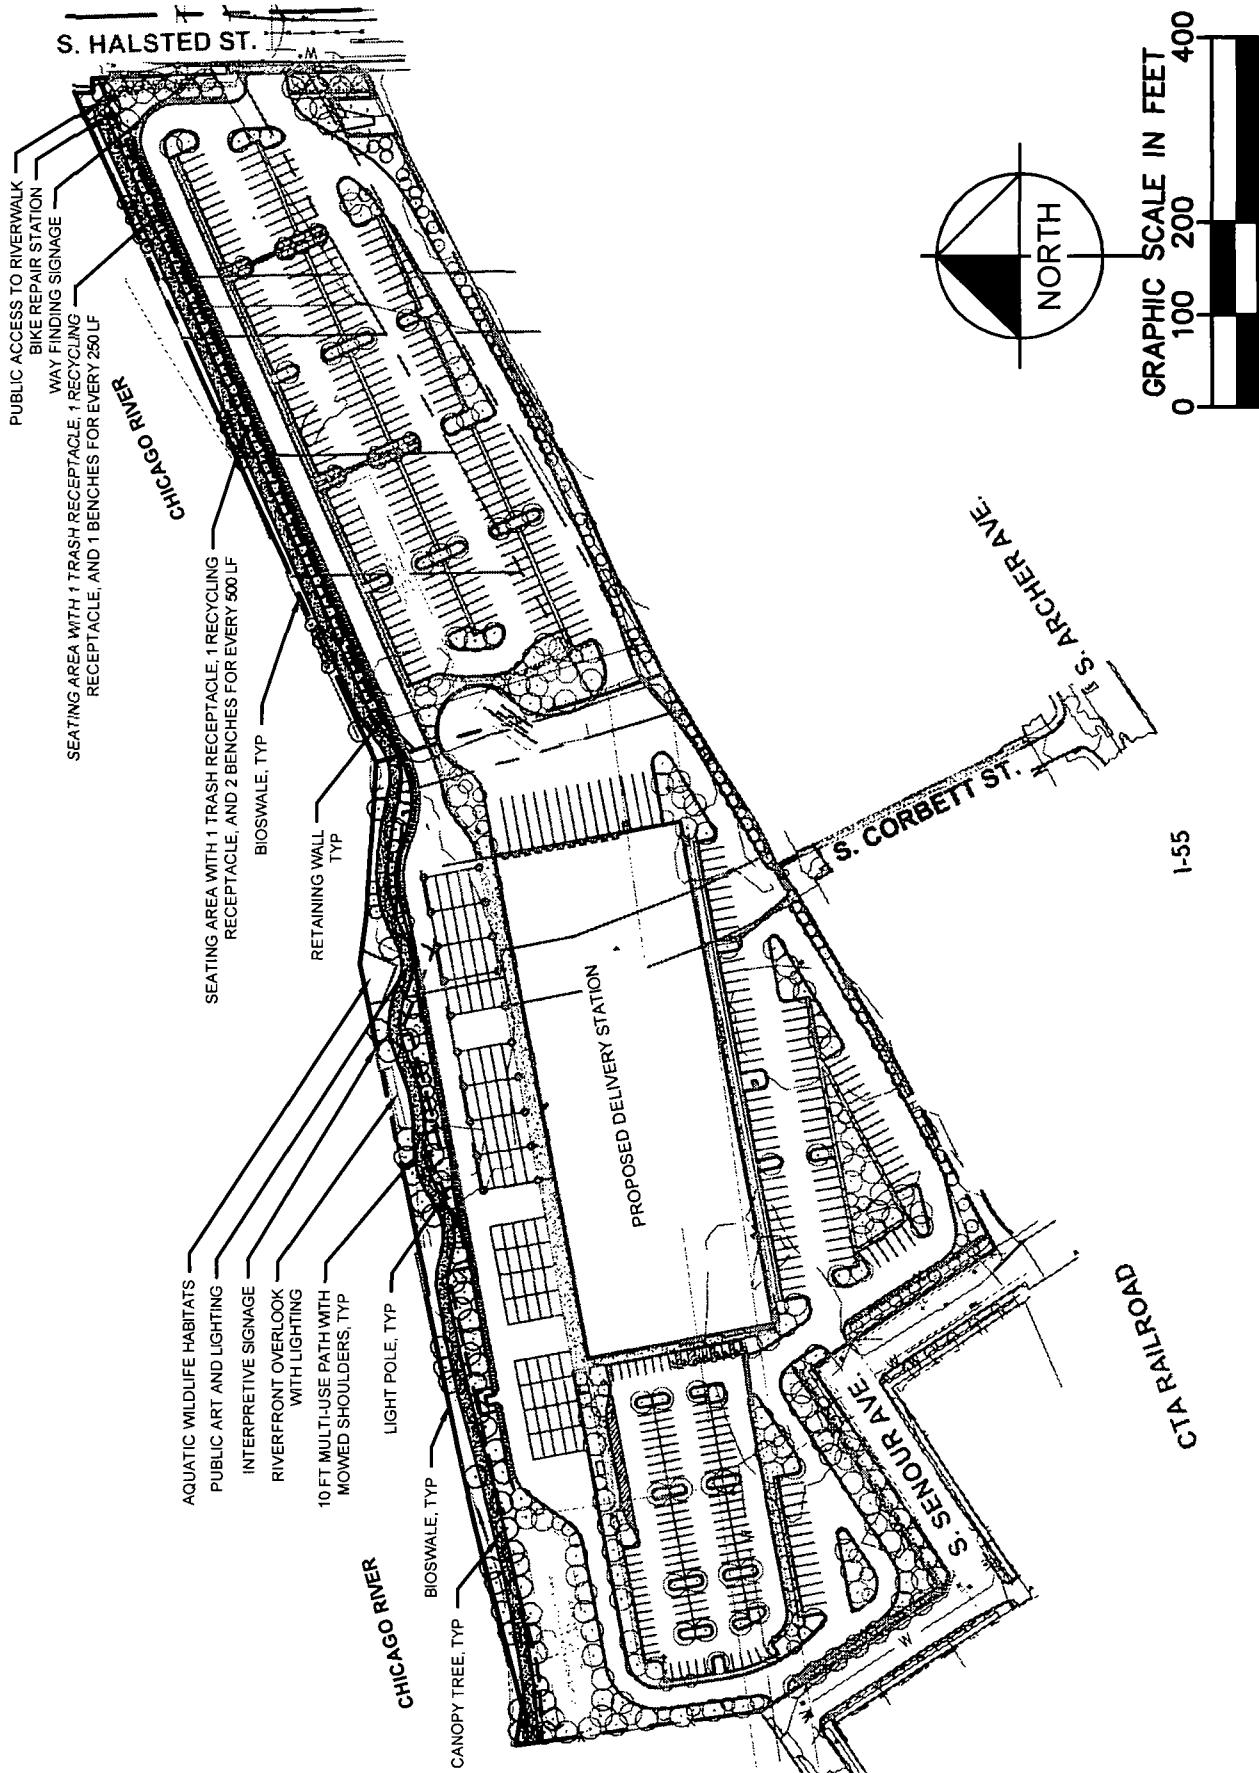 S. HALSTED ST.
PUBLIC ACCESS TO RIVERWALK
BIKE REPAIR STATION
WAY FINDING SIGNAGE
SEATING AREA WITH 1 TRASH RECEPTACLE, 1 RECYCLING
RECEPTACLE, AND 1 BENCHES FOR EVERY 250 LF
CHICAGO RIVER
SEATING AREA WITH 1 TRASH RECEPTACLE, 1 RECYCLING
RECEPTACLE, AND 2 BENCHES FOR EVERY 500 LF
BIOSWALE, TYP
RETAINING WALL
TYP
AQUATIC WILDLIFE HABITATS
PUBLIC ART AND LIGHTING
INTERPRETIVE SIGNAGE
RIVERFRONT OVERLOOK
WITH LIGHTING
10 FT MULTI-USE PATH WITH
MOWED SHOULDERS, TYP
LIGHT POLE, TYP
BIOSWALE, TYP
CHICAGO RIVER
CANOPY TREE, TYP
PROPOSED DELIVERY STATION
S. SENOUR AVE.
CTA RAILROAD
S. CORBETT ST.
S. ARCHER AVE.
I-55
NORTH
GRAPHIC SCALE IN FEET
0 100 200 400